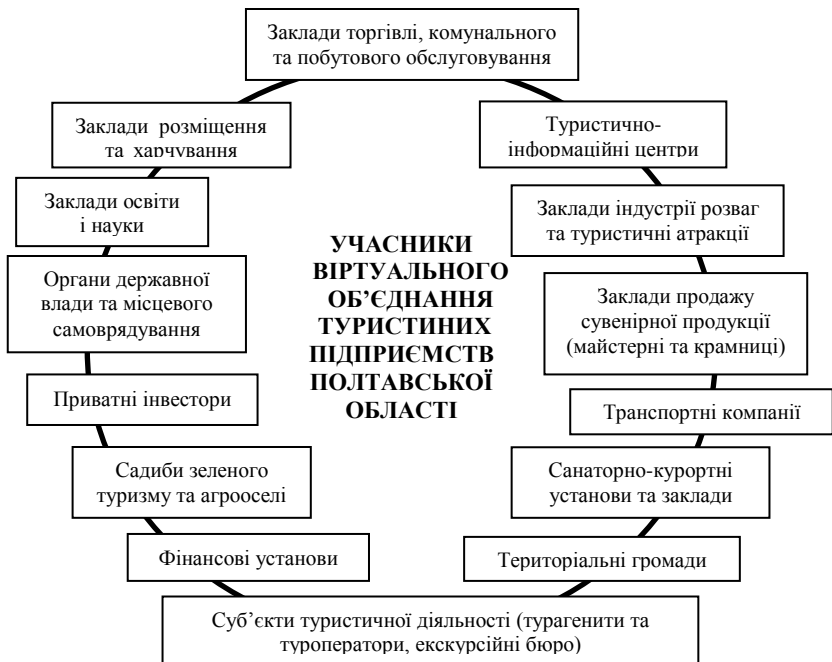 Заклади торгівлі, комунального
та побутового обслуговування
Заклади розміщення
та харчування
Туристично-
інформаційні центри
Заклади освіти
і науки
Заклади індустрії розваг
та туристичні атракції
УЧАСНИКИ
ВІРТУАЛЬНОГО
ОБ’ЄДНАННЯ
ТУРИСТИНИХ
ПІДПРИЄМСТВ
ПОЛТАВСЬКОЇ
ОБЛАСТІ
Органи державної
влади та місцевого
самоврядування
Заклади продажу
сувенірної продукції
(майстерні та крамниці)
Приватні інвестори
Транспортні компанії
Садиби зеленого
туризму та агрооселі
Санаторно-курортні
установи та заклади
Фінансові установи
Територіальні громади
Суб’єкти туристичної діяльності (турагенити та
туроператори, екскурсійні бюро)